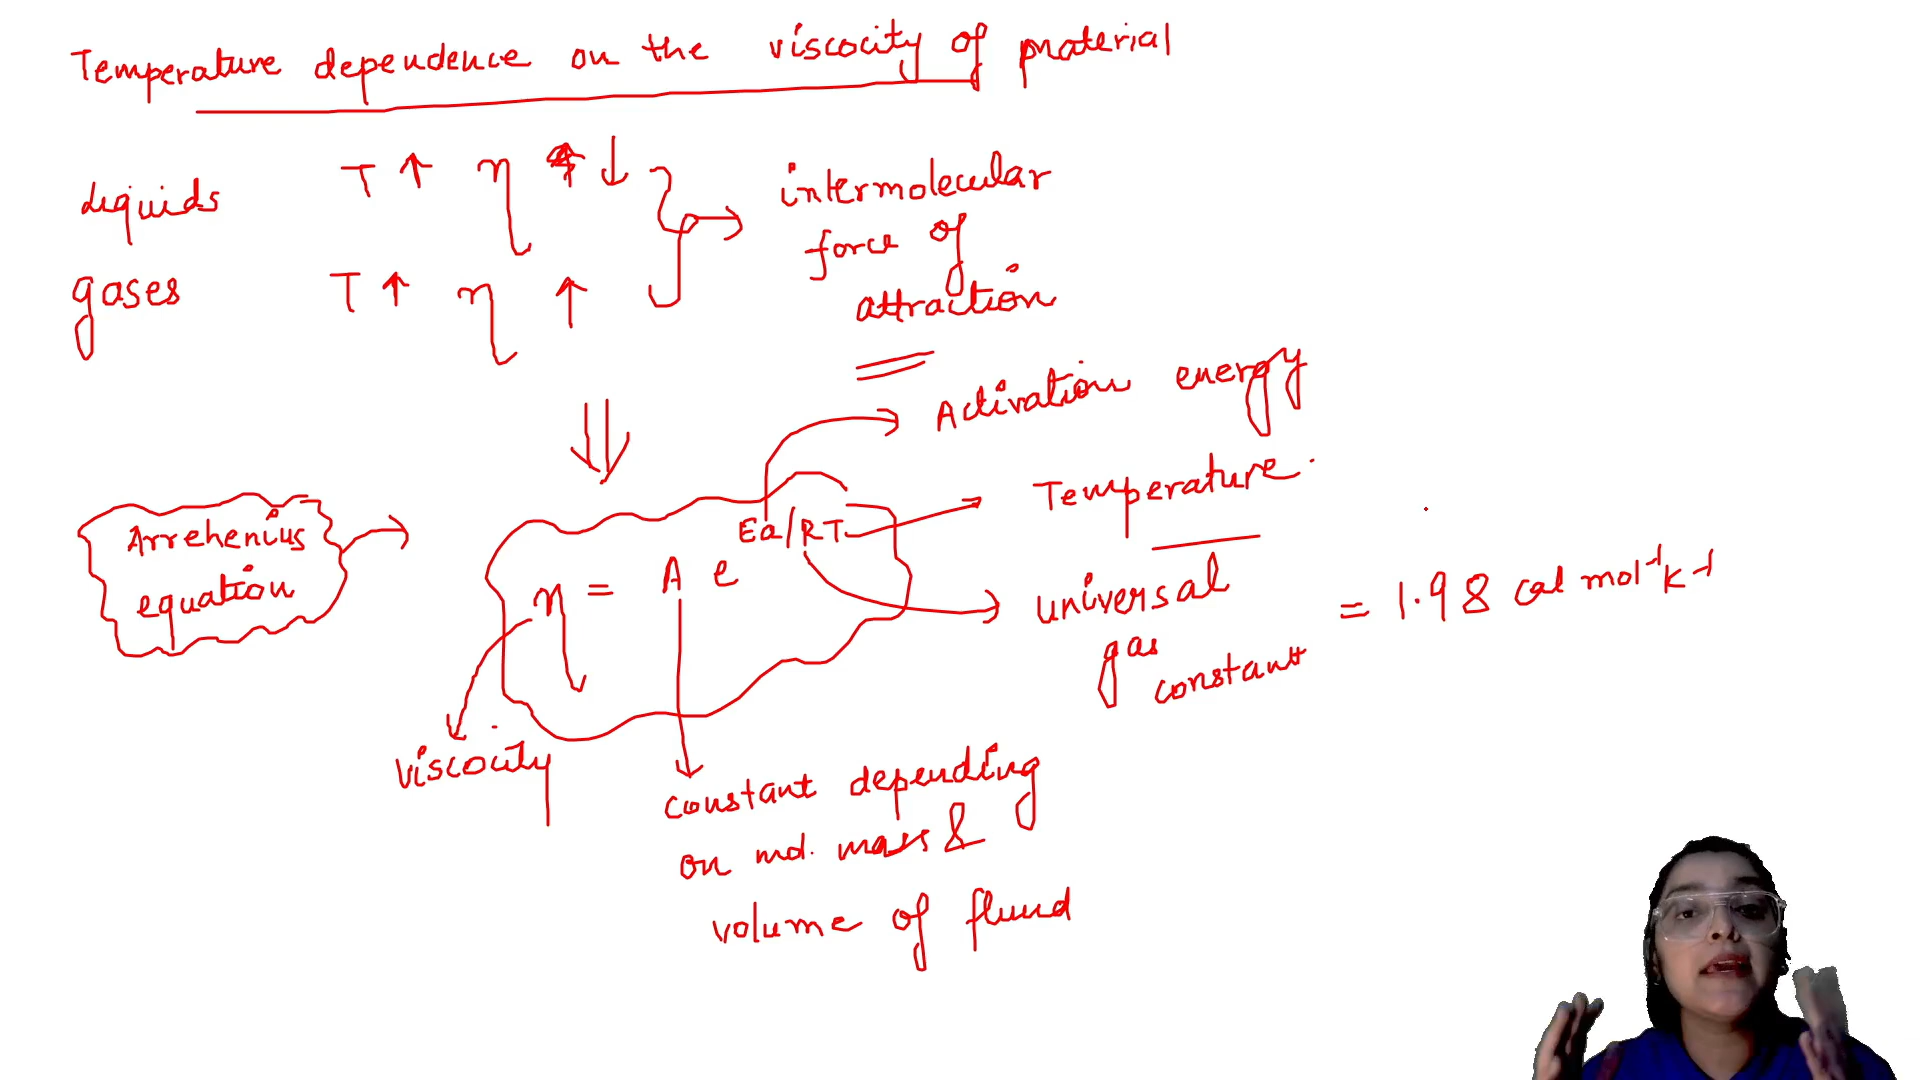 Temperature dependence on the viscocity of material
liquids T ↑ η ↓
gases T ↑ η ↑
intermolecular
force of
attraction
Activation energy
Temperature
Arrehenius
equation
η = A e Ea/RT
universal
gas
constant
= 1.98 cal mol-1 K-1
viscocity
constant depending
on mol. mass &
volume of fluid